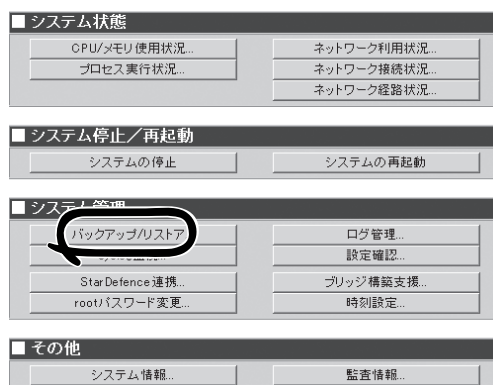 ■ システム状態
CPU/メモリ使用状況... ネットワーク利用状況...
プロセス実行状況... ネットワーク接続状況...
ネットワーク経路状況...
■ システム停止／再起動
システムの停止 システムの再起動
■ システム管理
バックアップ/リストア ログ管理...
設定確認...
StarDefence連携... ブリッジ構築支援...
rootパスワード変更... 時刻設定...
■ その他
システム情報... 監査情報...